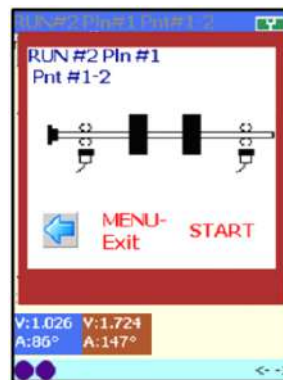 RUN#2 Pln#1 Pnt#1-2
RUN #2 Pln #1
Pnt #1-2
MENU-
Exit
START
V:1.026 V:1.724
A:86° A:147°
<--